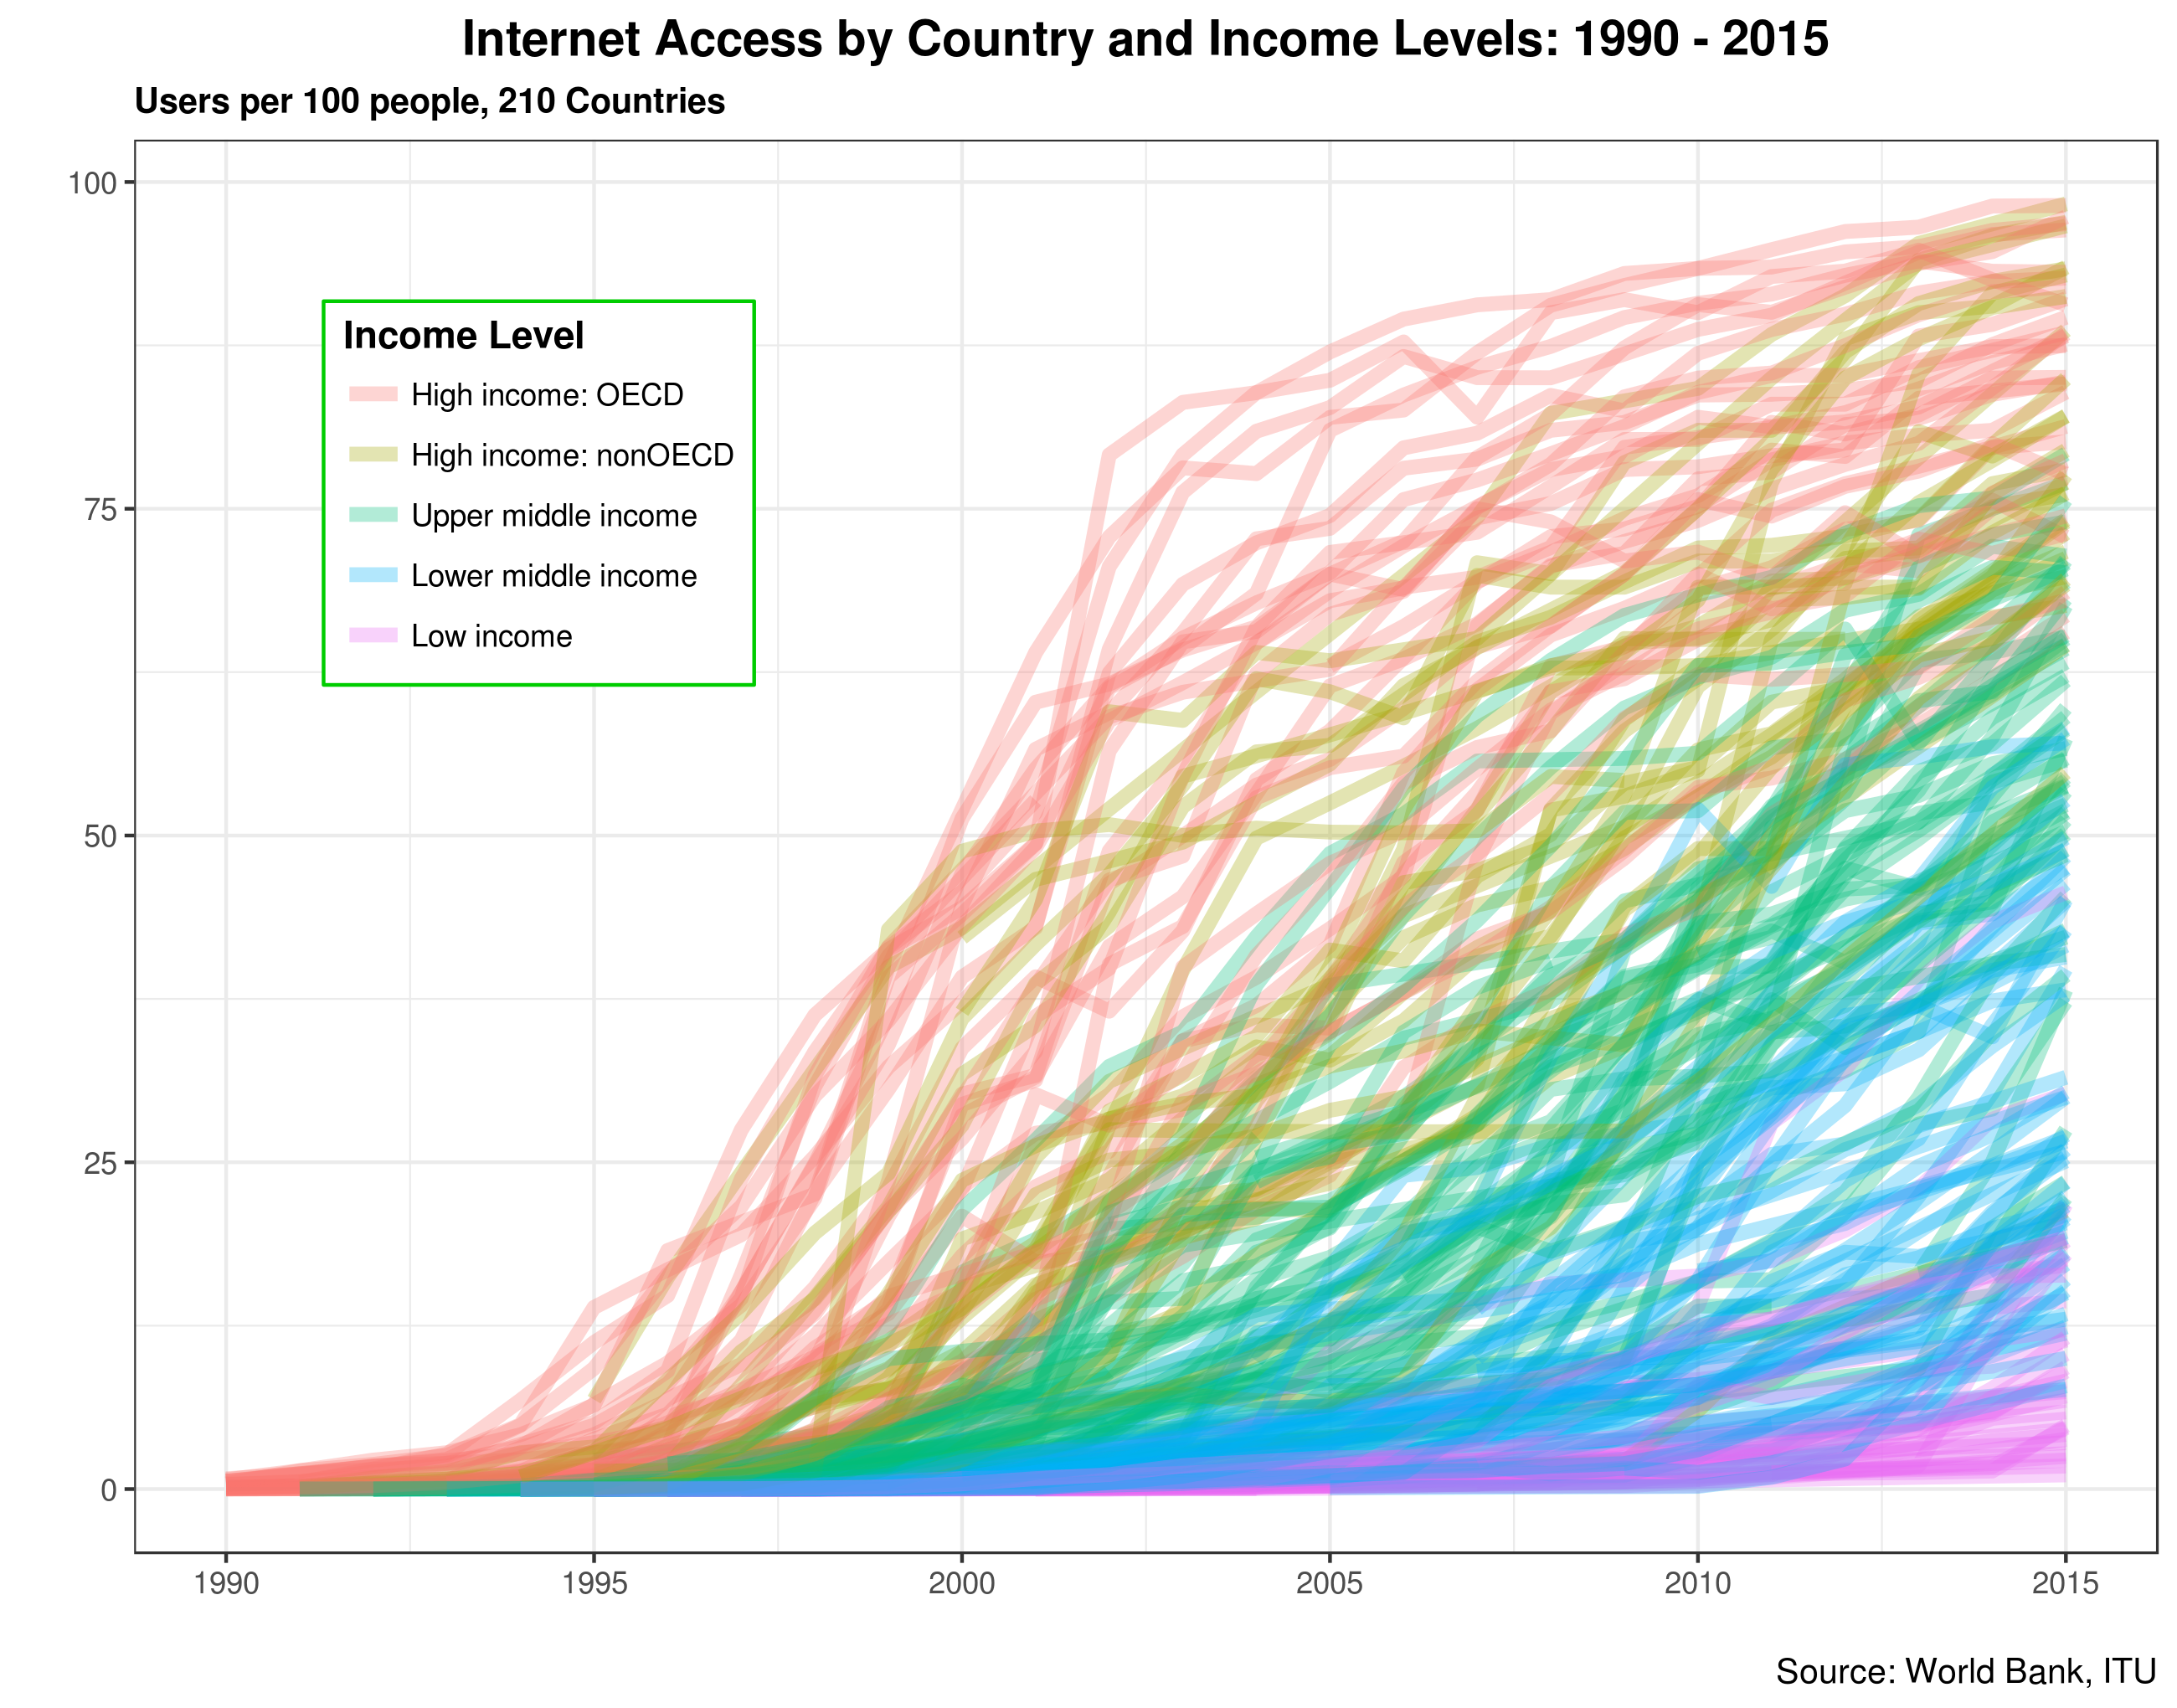 Internet Access by Country and Income Levels: 1990 - 2015
Users per 100 people, 210 Countries
100
75
50
25
0
Income Level
High income: OECD
High income: nonOECD
Upper middle income
Lower middle income
Low income
1990 1995 2000 2005 2010 2015
Source: World Bank, ITU